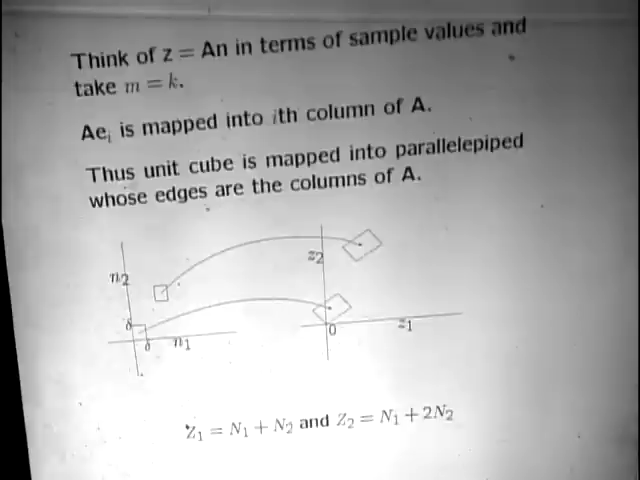 Think of z = An in terms of sample values and
take m = k.
Ae_i is mapped into ith column of A.
Thus unit cube is mapped into parallelepiped
whose edges are the columns of A.
n2
z2
δ
δ
n1
0
z1
Z₁ = N₁ + N₂ and Z₂ = N₁ + 2N₂